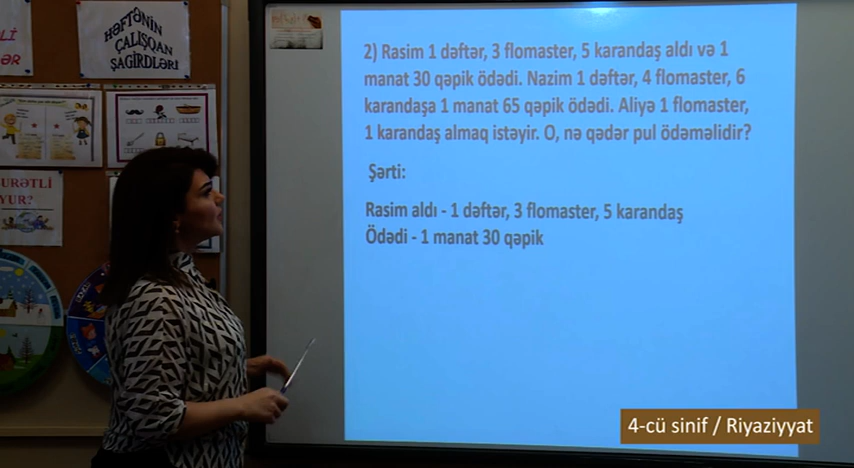 HƏFTƏNİN
ÇALIŞQAN
ŞAGİRDLƏRİ
2) Rasim 1 dəftər, 3 flomaster, 5 karandaş aldı və 1
manat 30 qəpik ödədi. Nazim 1 dəftər, 4 flomaster, 6
karandaşa 1 manat 65 qəpik ödədi. Aliyə 1 flomaster,
1 karandaş almaq istəyir. O, nə qədər pul ödəməlidir?
Şərti:
Rasim aldı - 1 dəftər, 3 flomaster, 5 karandaş
Ödədi - 1 manat 30 qəpik
4-cü sinif / Riyaziyyat